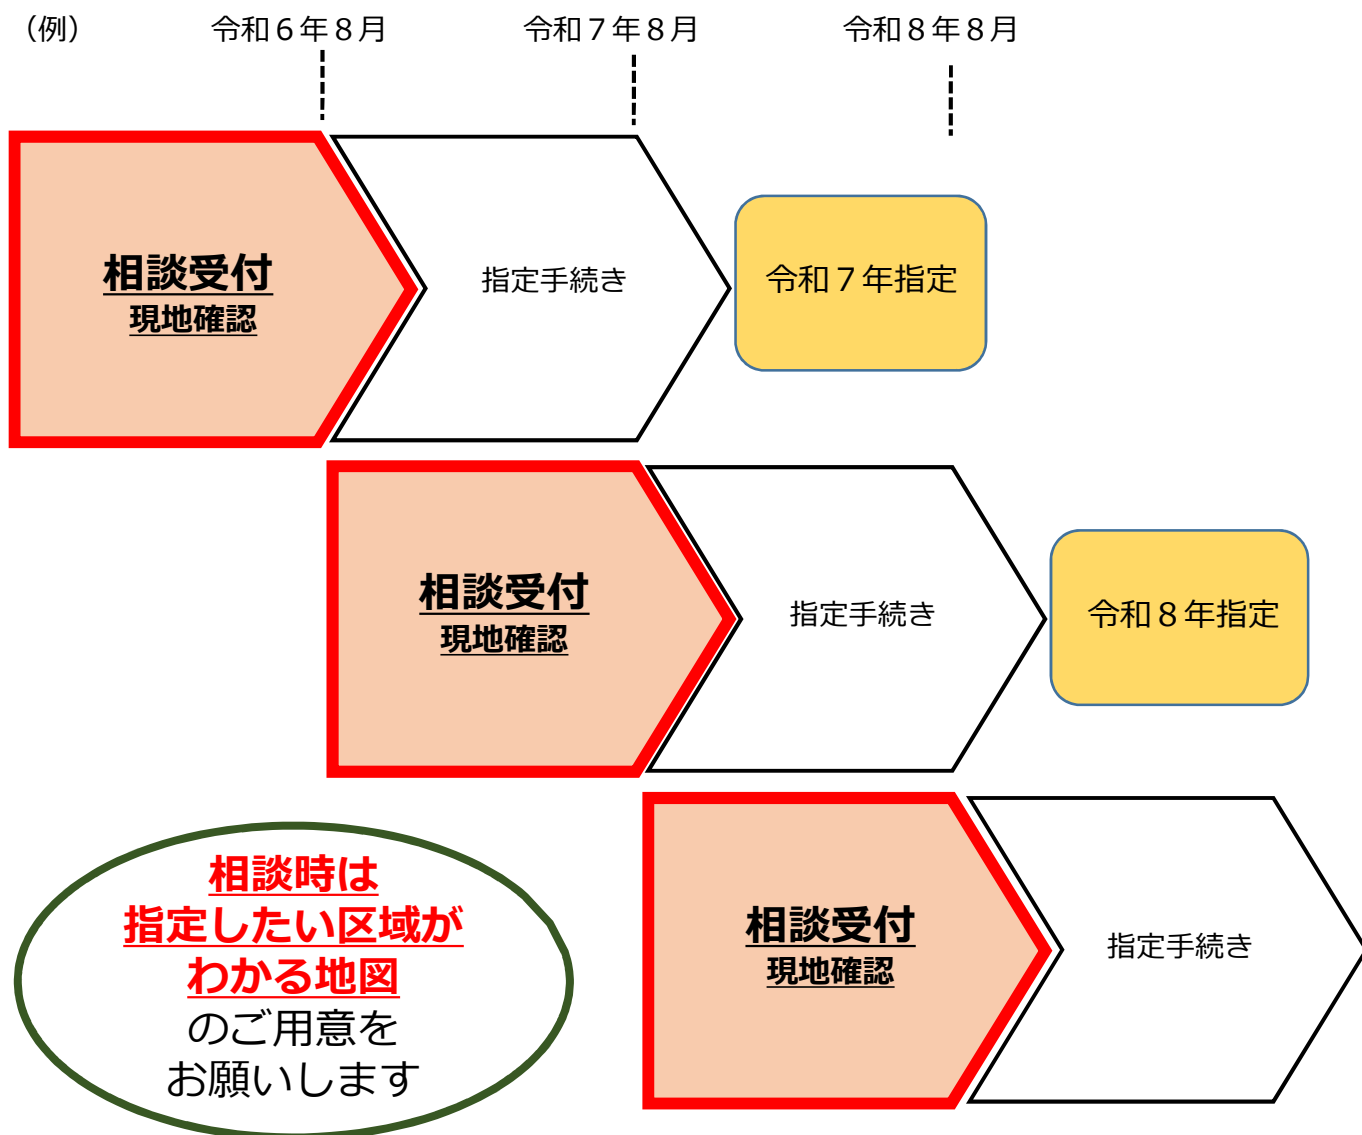 （例）
令和６年８月
令和７年８月
令和８年８月
相談受付
現地確認
指定手続き
令和７年指定
相談受付
現地確認
指定手続き
令和８年指定
相談受付
現地確認
指定手続き
相談時は
指定したい区域が
わかる地図
のご用意を
お願いします